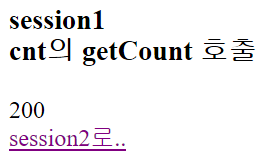 session1
cnt의 getCount 호출
200
session2로..